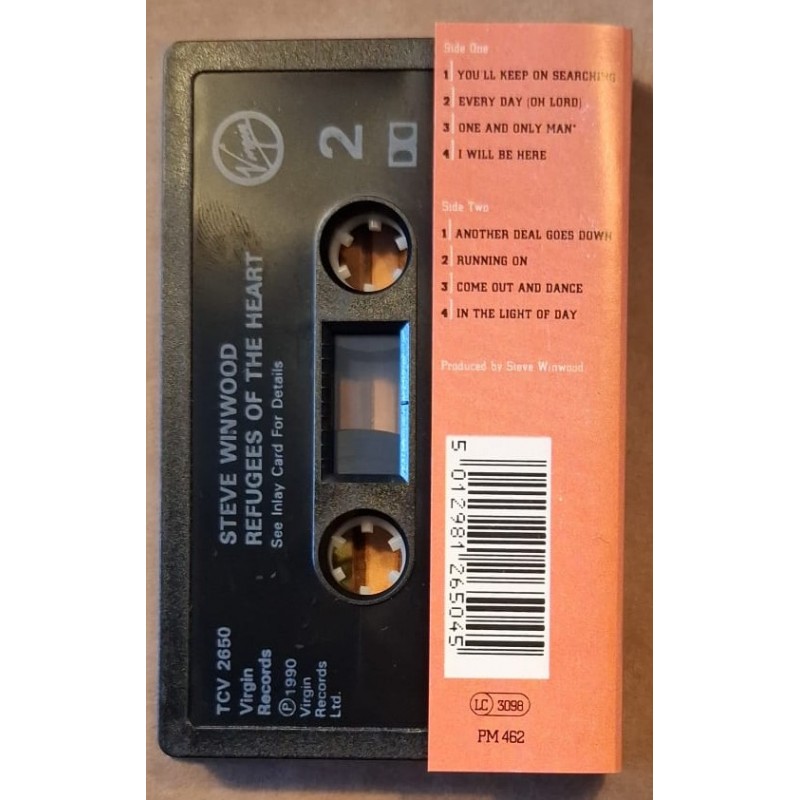 Virgin
2
STEVE WINWOOD
REFUGEES OF THE HEART
See Inlay Card For Details
TCV 2650
Virgin
Records
Ⓟ 1990
Virgin
Records
Ltd.
Side One
1 YOU'LL KEEP ON SEARCHING
2 EVERY DAY (OH LORD)
3 ONE AND ONLY MAN*
4 I WILL BE HERE
Side Two
1 ANOTHER DEAL GOES DOWN
2 RUNNING ON
3 COME OUT AND DANCE
4 IN THE LIGHT OF DAY
Produced by Steve Winwood
5 012981 265045
LC 3098
PM 462